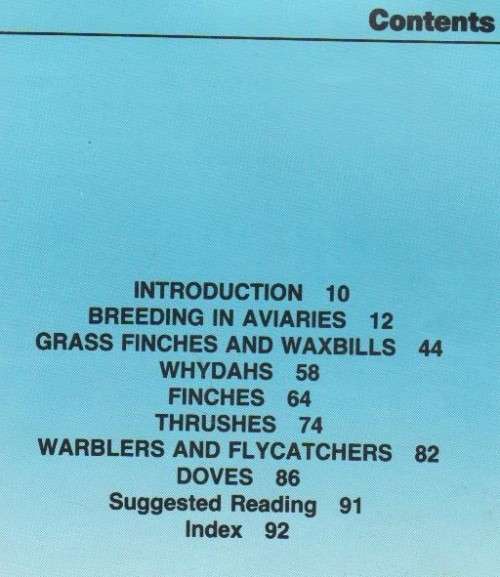 Contents
INTRODUCTION 10
BREEDING IN AVIARIES 12
GRASS FINCHES AND WAXBILLS 44
WHYDAHS 58
FINCHES 64
THRUSHES 74
WARBLERS AND FLYCATCHERS 82
DOVES 86
Suggested Reading 91
Index 92